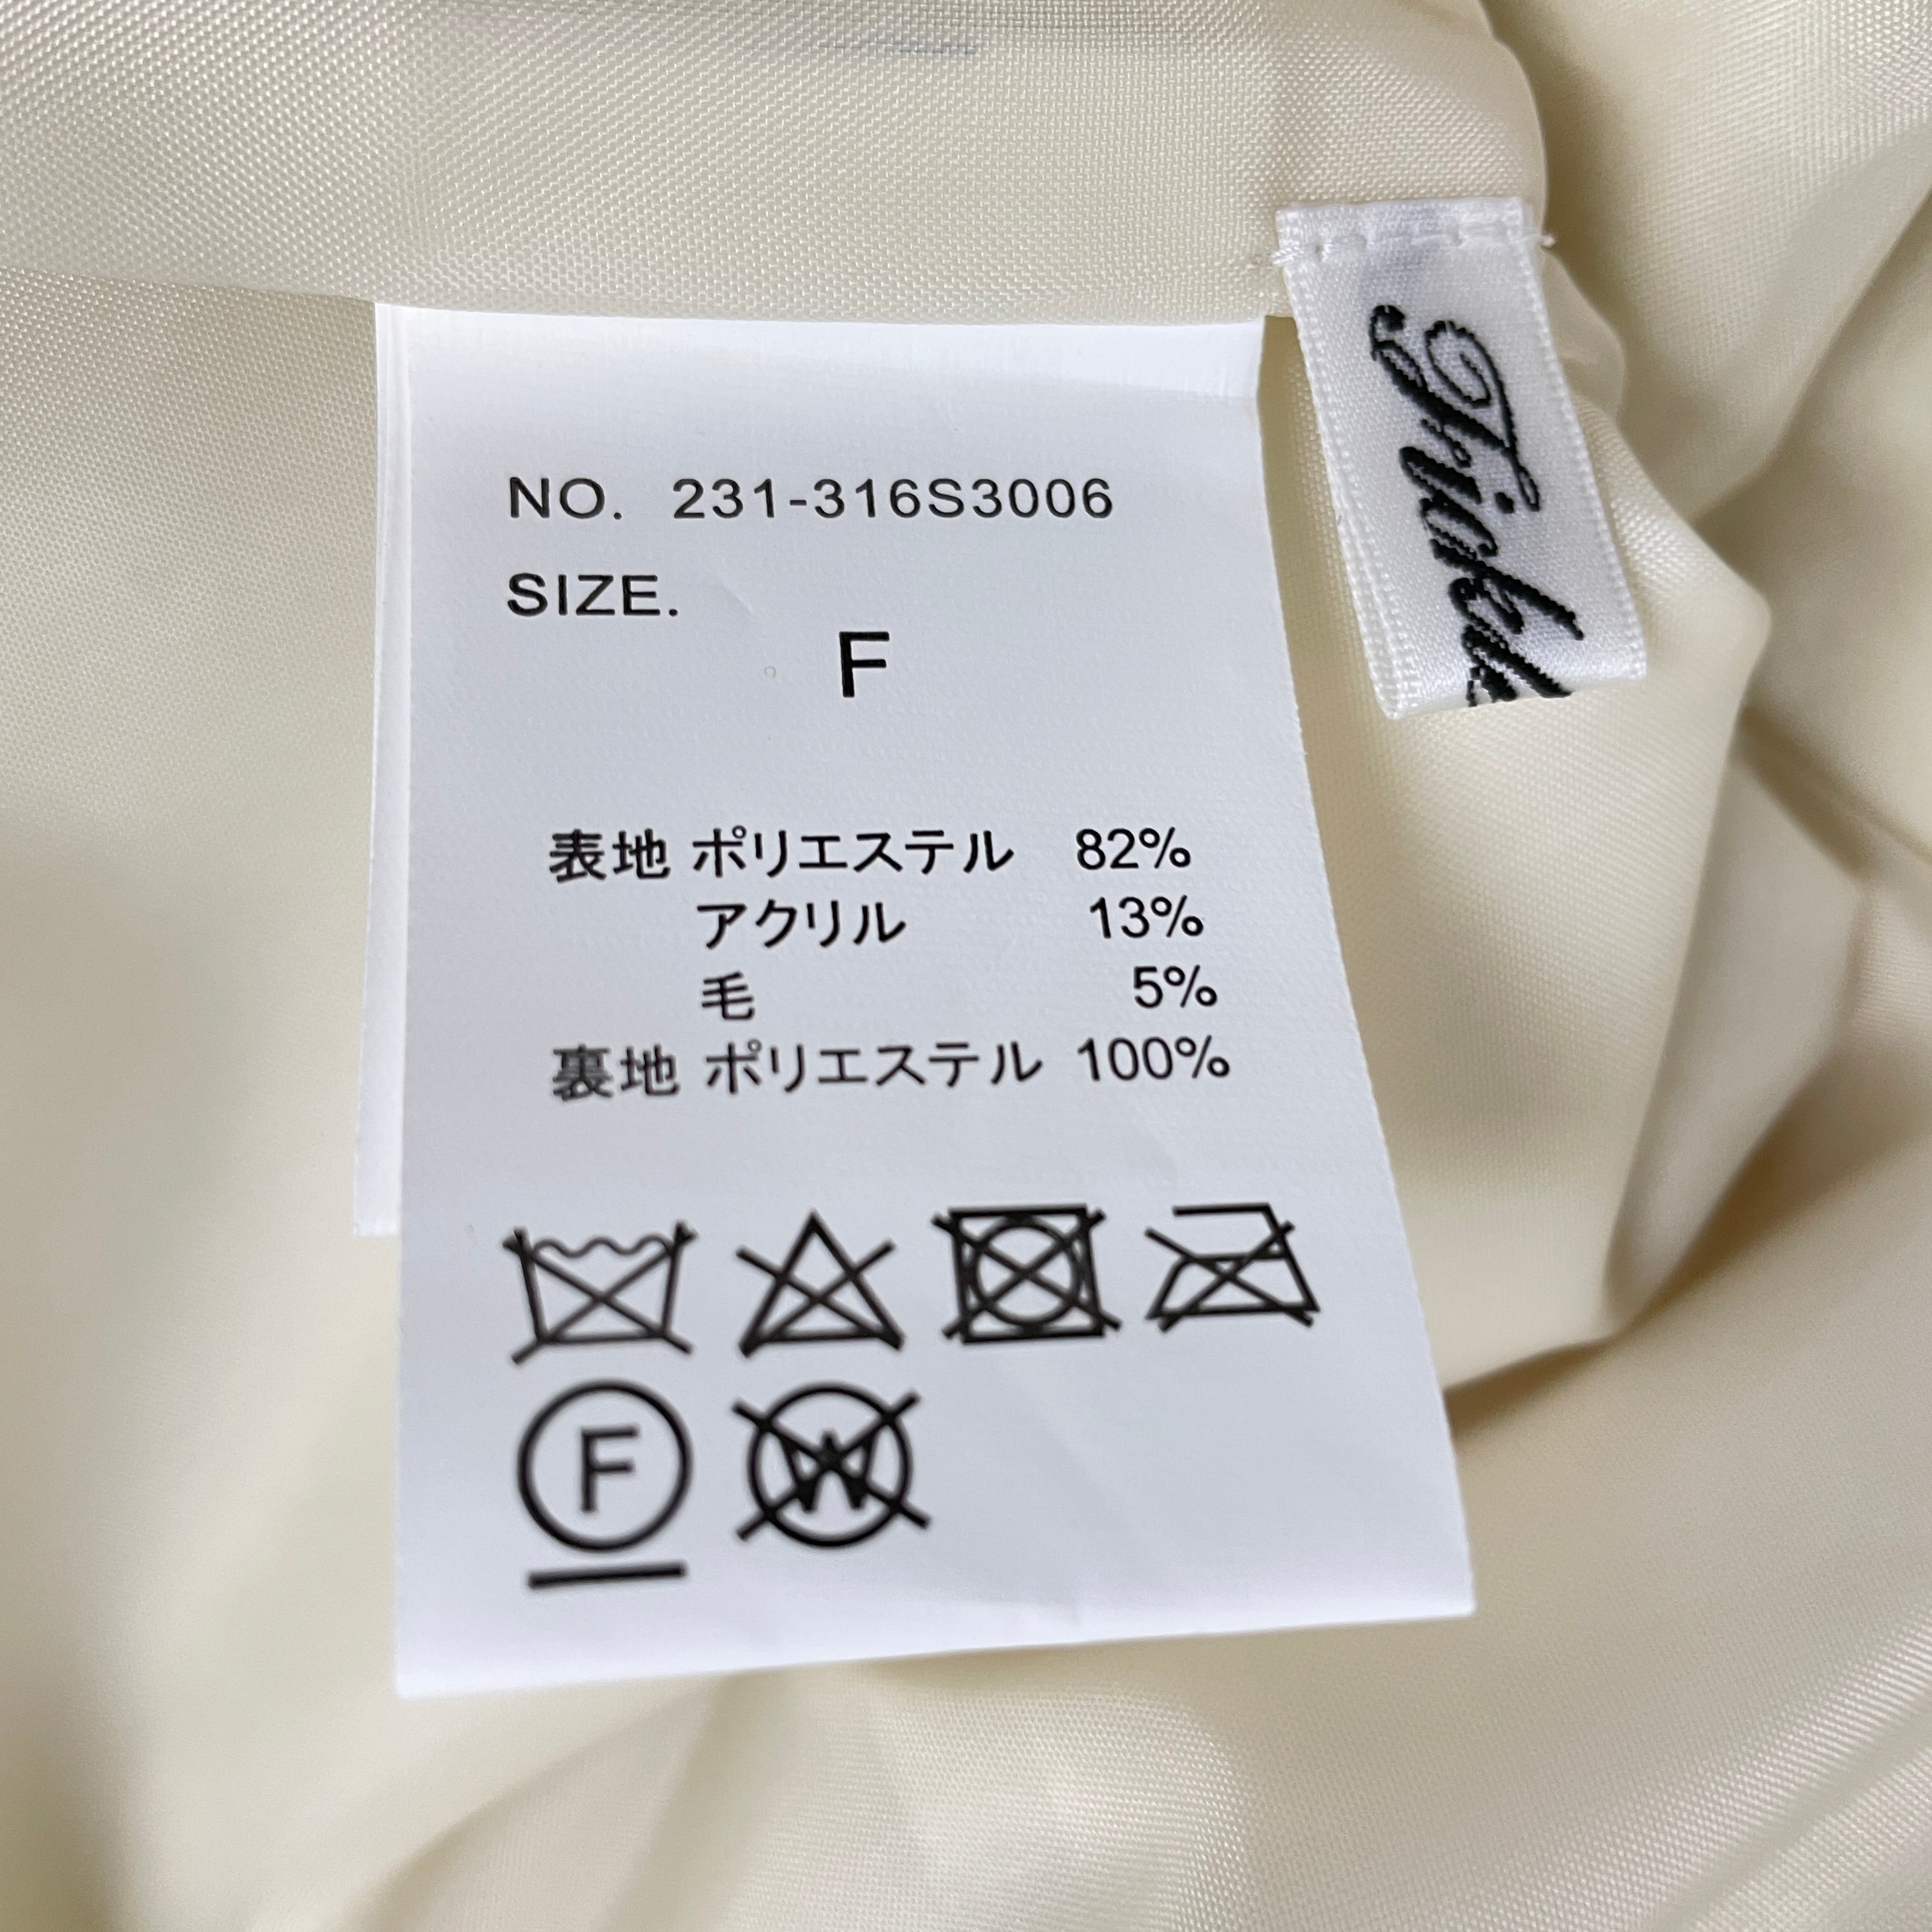 NO. 231-316S3006
SIZE.
F
表地 ポリエステル 82%
アクリル 13%
毛 5%
裏地 ポリエステル 100%
F
W